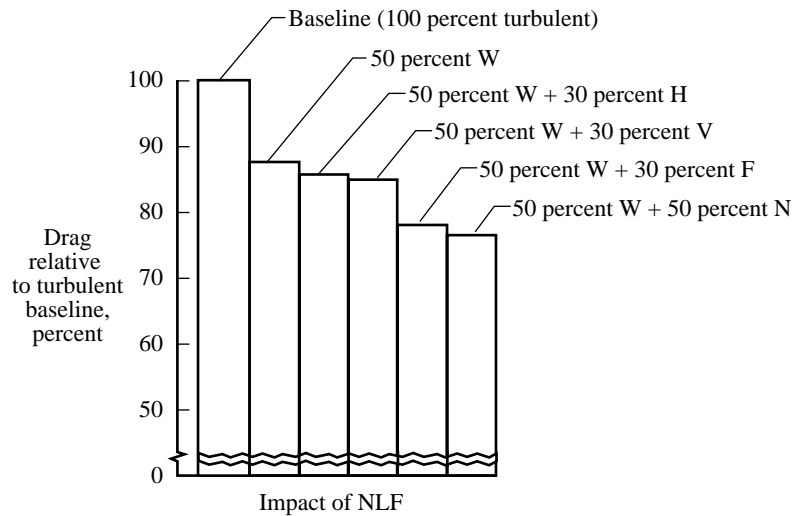 Baseline (100 percent turbulent)
50 percent W
50 percent W + 30 percent H
50 percent W + 30 percent V
50 percent W + 30 percent F
50 percent W + 50 percent N
100
90
80
70
60
50
0
Drag
relative
to turbulent
baseline,
percent
Impact of NLF